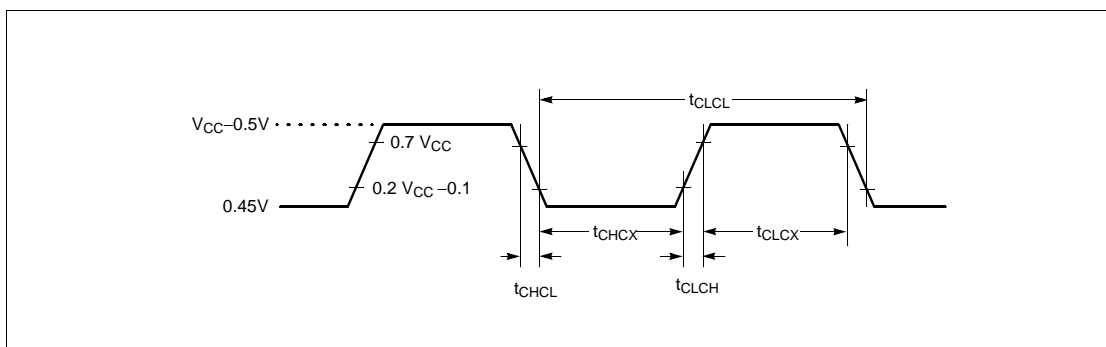 tCLCL
VCC–0.5V
0.7 VCC
0.2 VCC –0.1
0.45V
tCHCX
tCLCX
tCHCL
tCLCH